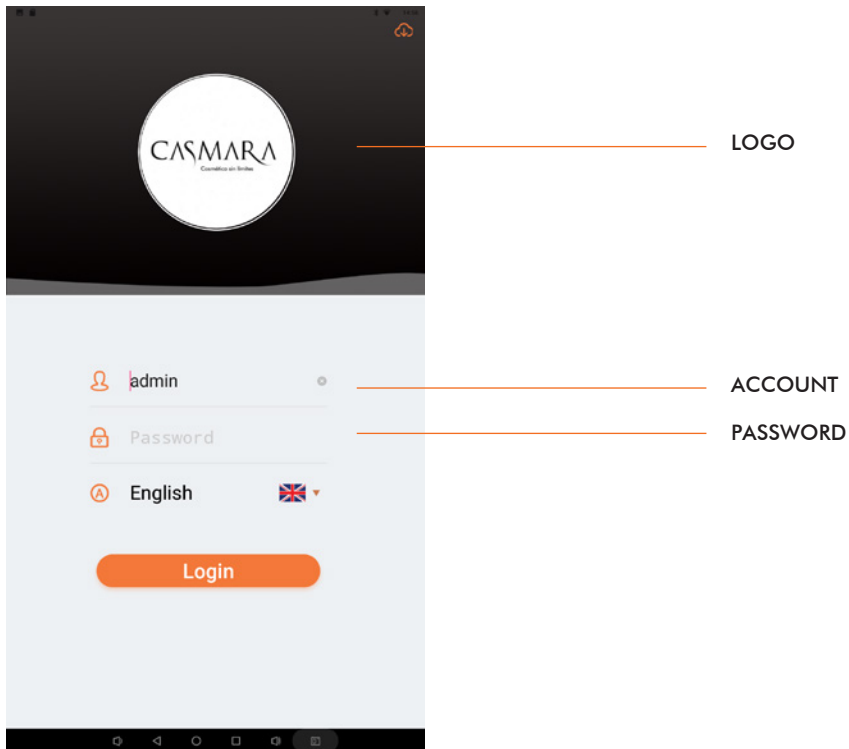 CASMARA
Cosmética sin límites
LOGO
admin
ACCOUNT
Password
PASSWORD
A English
Login